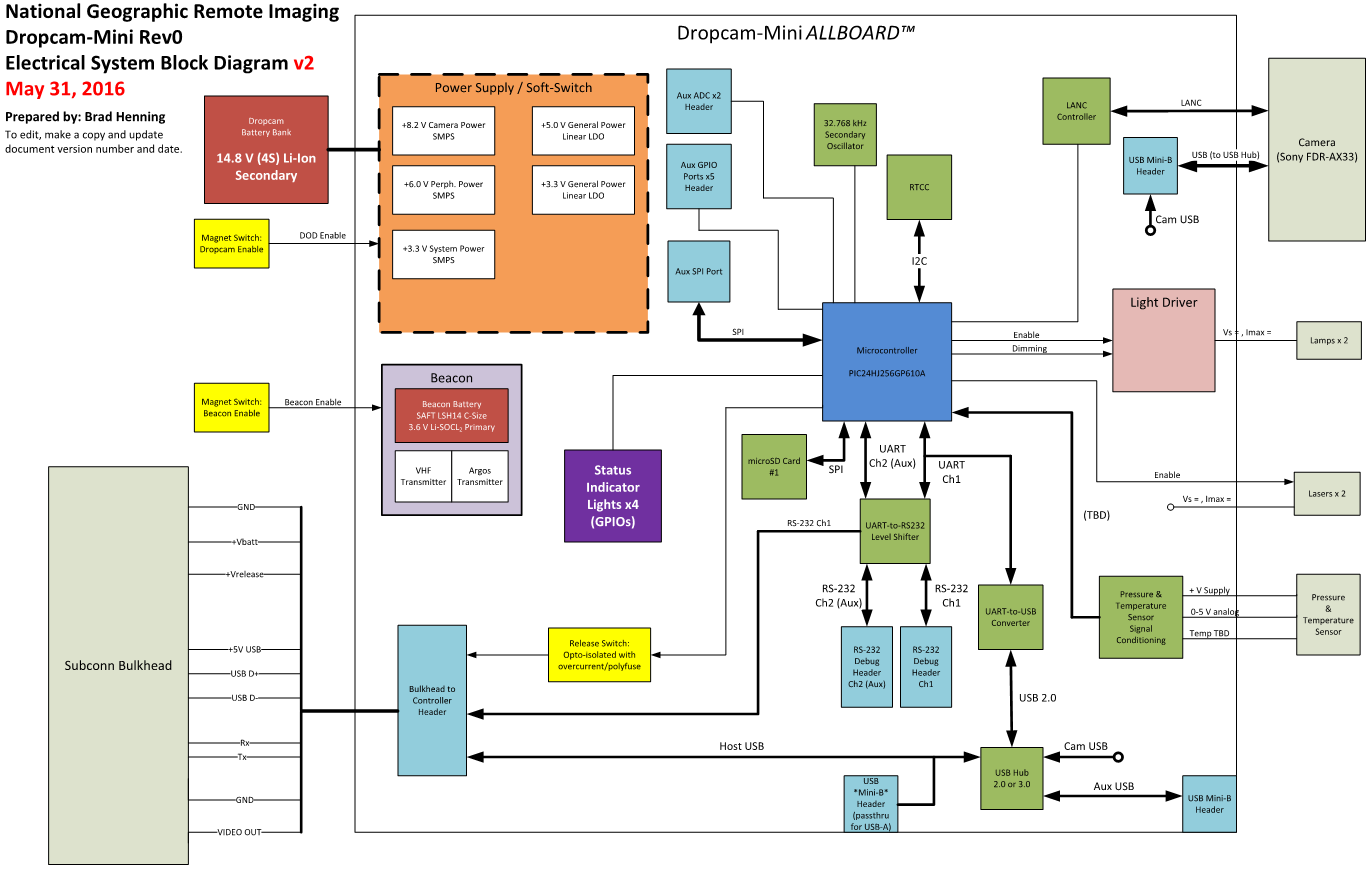 National Geographic Remote Imaging
Dropcam-Mini Rev0
Electrical System Block Diagram v2
May 31, 2016
Prepared by: Brad Henning
To edit, make a copy and update
document version number and date.
Dropcam-Mini ALLBOARD™
Dropcam
Battery Bank
14.8 V (4S) Li-Ion
Secondary
Power Supply / Soft-Switch
+8.2 V Camera Power
SMPS
+5.0 V General Power
Linear LDO
+6.0 V Perph. Power
SMPS
+3.3 V General Power
Linear LDO
+3.3 V System Power
SMPS
Magnet Switch:
Dropcam Enable
DOD Enable
Aux ADC x2
Header
Aux GPIO
Ports x5
Header
Aux SPI Port
SPI
32.768 kHz
Secondary
Oscillator
RTCC
I2C
LANC
Controller
LANC
USB Mini-B
Header
USB (to USB Hub)
Cam USB
Camera
(Sony FDR-AX33)
Microcontroller
PIC24HJ256GP610A
Enable
Dimming
Light Driver
Vs = , Imax =
Lamps x 2
Magnet Switch:
Beacon Enable
Beacon Enable
Beacon
Beacon Battery
SAFT LSH14 C-Size
3.6 V Li-SOCL2 Primary
VHF
Transmitter
Argos
Transmitter
Status
Indicator
Lights x4
(GPIOs)
microSD Card
#1
SPI
UART
Ch2 (Aux)
UART
Ch1
Enable
Vs = , Imax =
Lasers x 2
(TBD)
RS-232 Ch1
UART-to-RS232
Level Shifter
RS-232
Ch2 (Aux)
RS-232
Ch1
UART-to-USB
Converter
Pressure &
Temperature
Sensor
Signal
Conditioning
+ V Supply
0-5 V analog
Temp TBD
Pressure
&
Temperature
Sensor
Subconn Bulkhead
GND
+Vbatt
+Vrelease
+5V USB
USB D+
USB D-
Rx
Tx
GND
VIDEO OUT
Bulkhead to
Controller
Header
Release Switch:
Opto-isolated with
overcurrent/polyfuse
RS-232
Debug
Header
Ch2 (Aux)
RS-232
Debug
Header
Ch1
USB 2.0
Host USB
USB
*Mini-B*
Header
(passthru
for USB-A)
USB Hub
2.0 or 3.0
Cam USB
Aux USB
USB Mini-B
Header